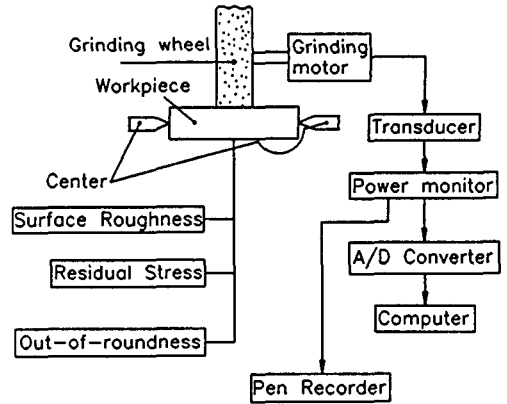 Grinding wheel
Grinding
motor
Workpiece
Transducer
Center
Power monitor
Surface Roughness
A/D Converter
Residual Stress
Computer
Out-of-roundness
Pen Recorder